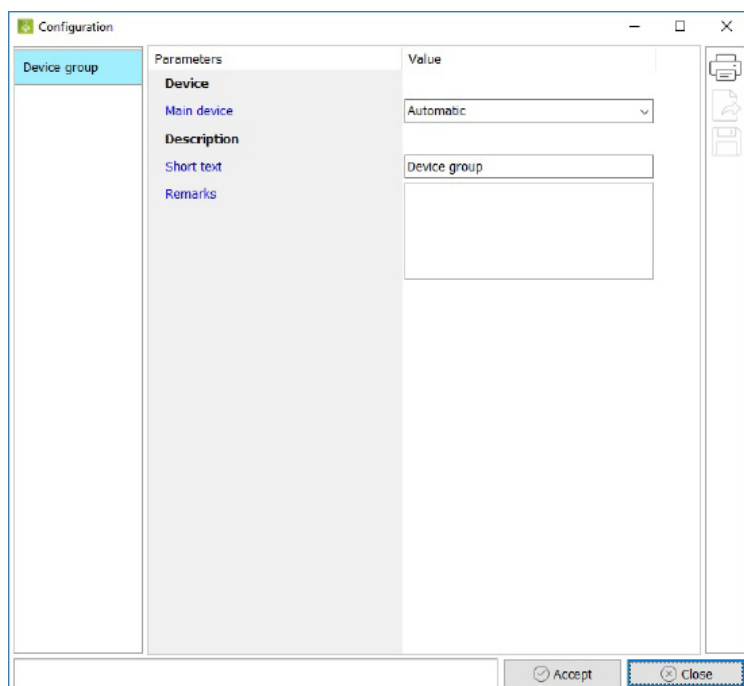 Configuration
Device group
Parameters Value
Device
Main device Automatic
Description
Short text Device group
Remarks
Accept Close